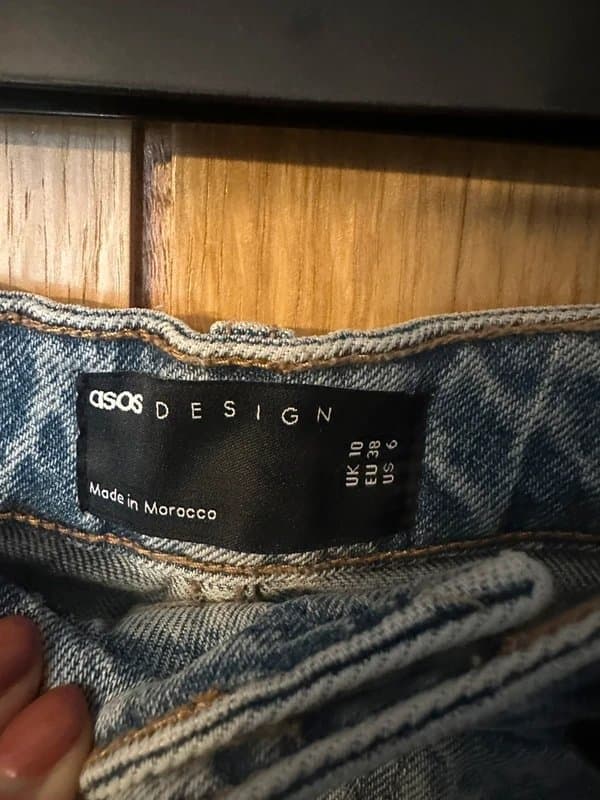 asos DESIGN
UK 10
EU 38
US 6
Made in Morocco